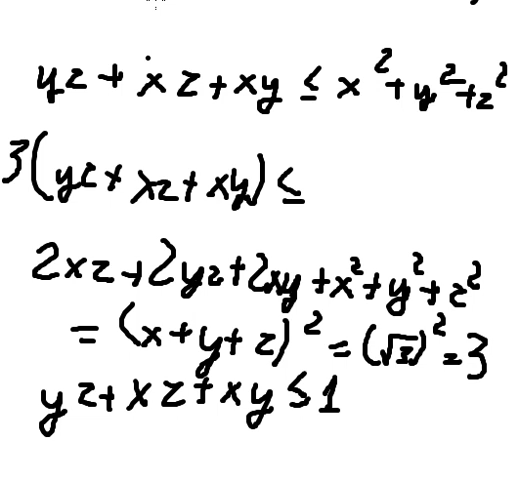 yz + xz + xy ≤ x² + y² + z²
3(yz + xz + xy) ≤
2xz + 2yz + 2xy + x² + y² + z²
= (x + y + z)² = (√3)² = 3
yz + xz + xy ≤ 1